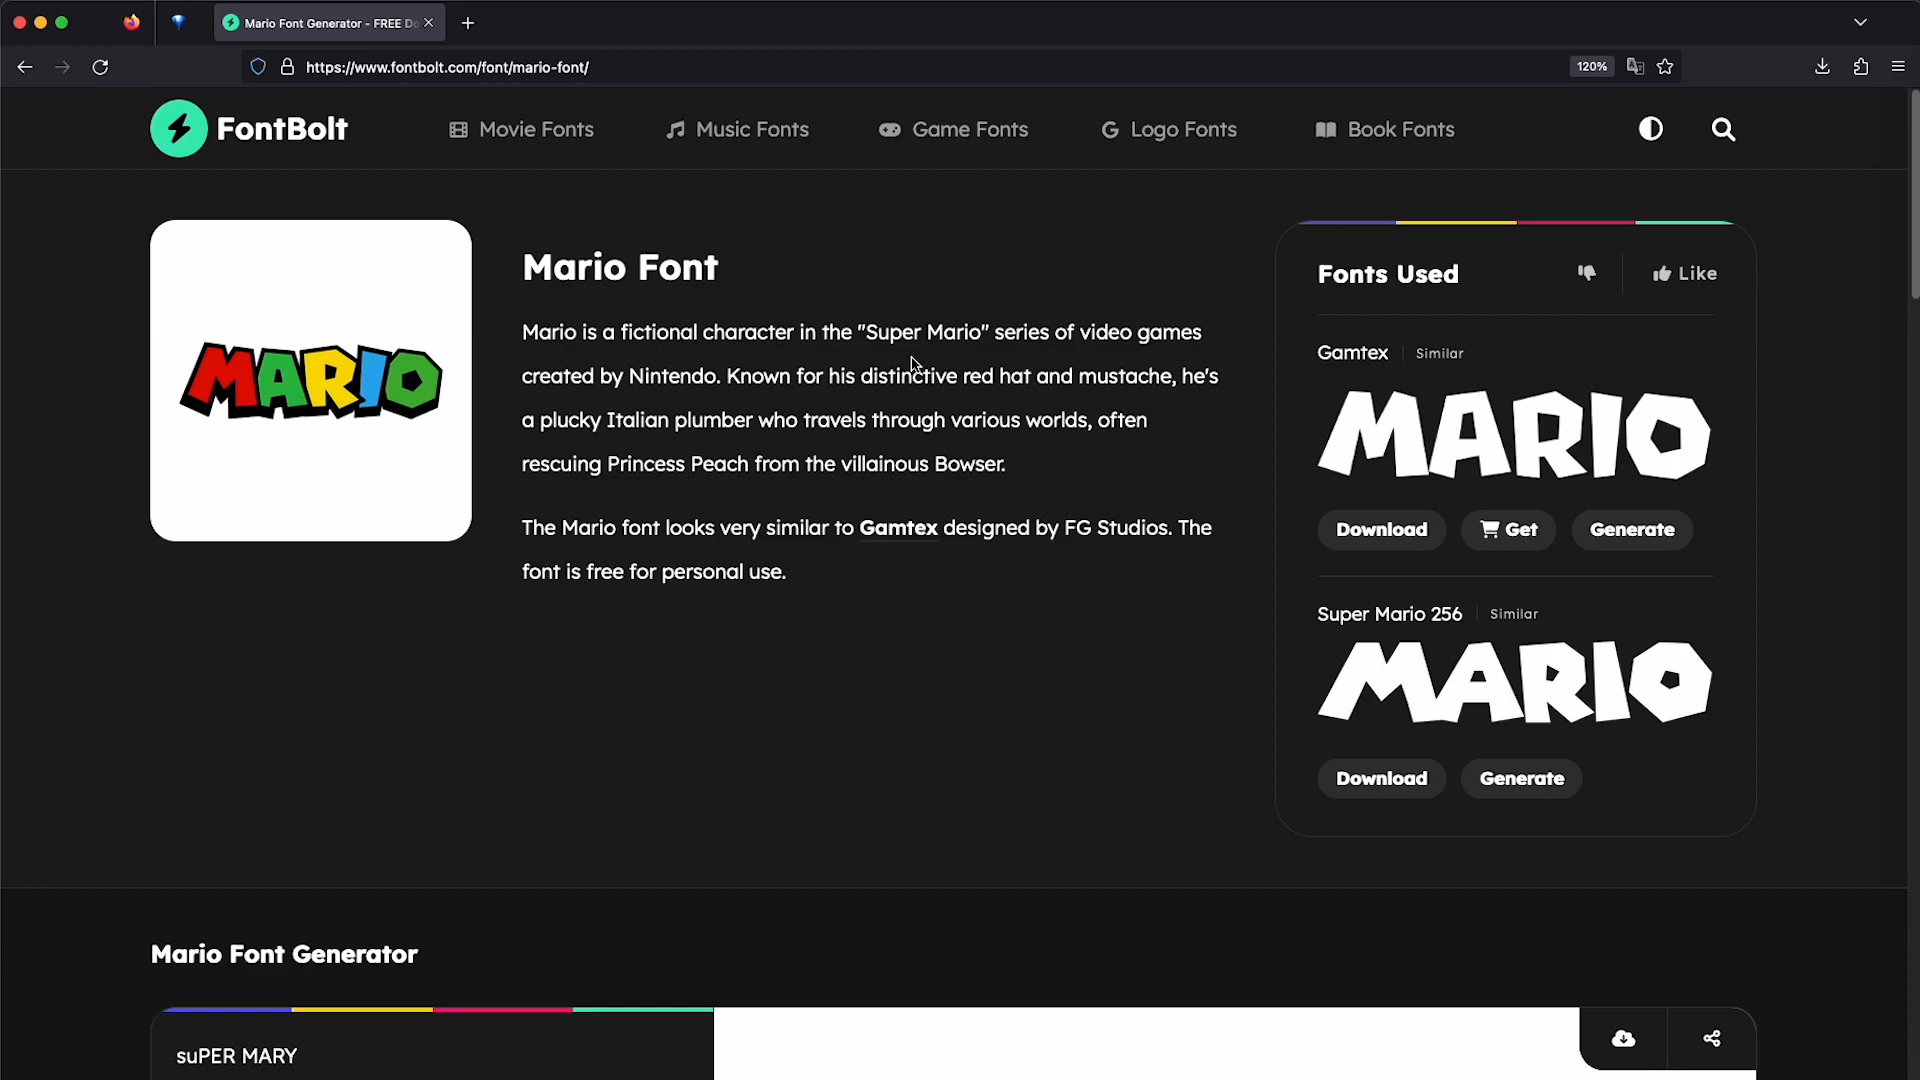 Mario Font Generator - FREE Do
https://www.fontbolt.com/font/mario-font/
120%
FontBolt
Movie Fonts
Music Fonts
Game Fonts
Logo Fonts
Book Fonts
MARIO
Mario Font
Mario is a fictional character in the "Super Mario" series of video games
created by Nintendo. Known for his distinctive red hat and mustache, he's
a plucky Italian plumber who travels through various worlds, often
rescuing Princess Peach from the villainous Bowser.
The Mario font looks very similar to Gamtex designed by FG Studios. The
font is free for personal use.
Fonts Used
Like
Gamtex
Similar
MARIO
Download
Get
Generate
Super Mario 256
Similar
MARIO
Download
Generate
Mario Font Generator
suPER MARY